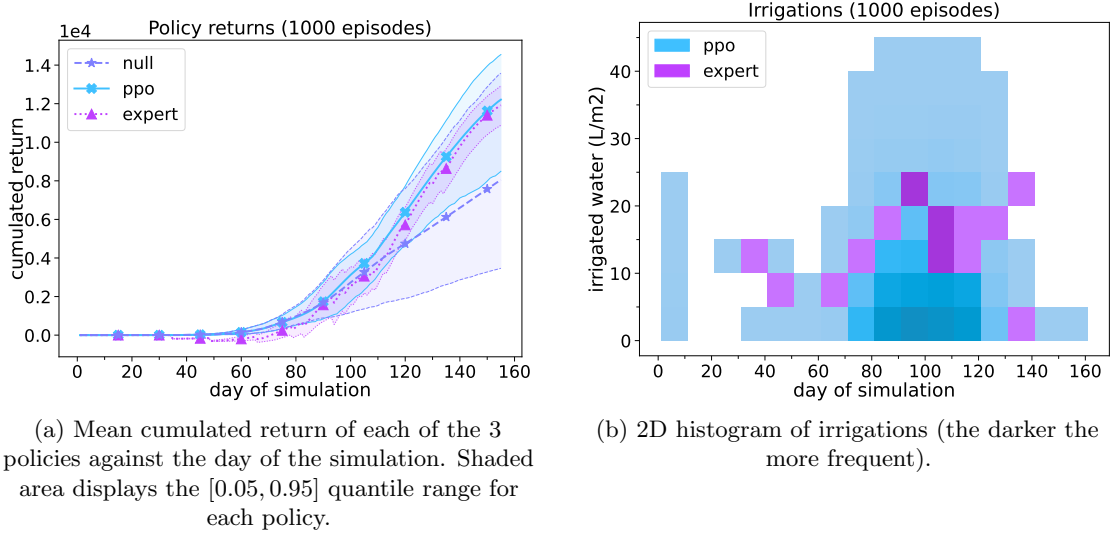 Policy returns (1000 episodes)
1e4
cumulated return
1.4
1.2
1.0
0.8
0.6
0.4
0.2
0.0
null
ppo
expert
0 20 40 60 80 100 120 140 160
day of simulation
(a) Mean cumulated return of each of the 3
policies against the day of the simulation. Shaded
area displays the [0.05, 0.95] quantile range for
each policy.
Irrigations (1000 episodes)
irrigated water (L/m2)
40
30
20
10
0
ppo
expert
0 20 40 60 80 100 120 140 160
day of simulation
(b) 2D histogram of irrigations (the darker the
more frequent).